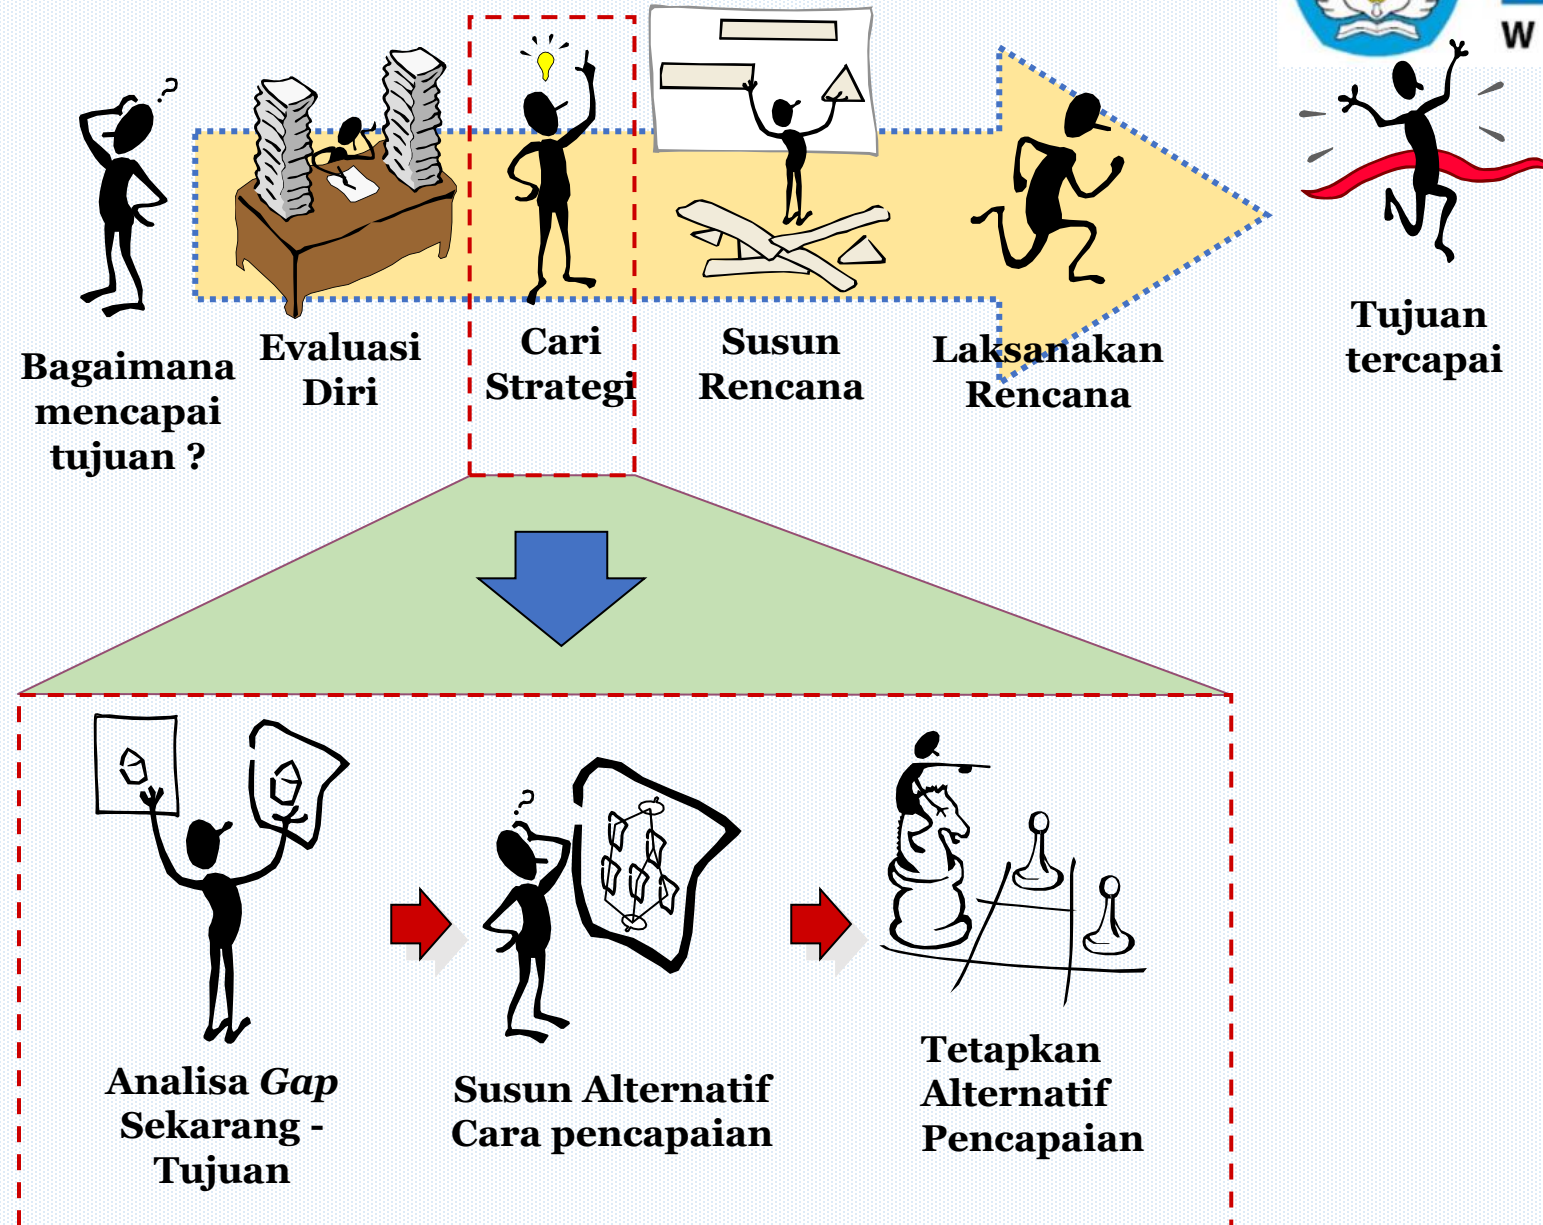 W
Bagaimana
mencapai
tujuan ?
Evaluasi
Diri
Cari
Strategi
Susun
Rencana
Laksanakan
Rencana
Tujuan
tercapai
?
Analisa Gap
Sekarang -
Tujuan
?
Susun Alternatif
Cara pencapaian
Tetapkan
Alternatif
Pencapaian